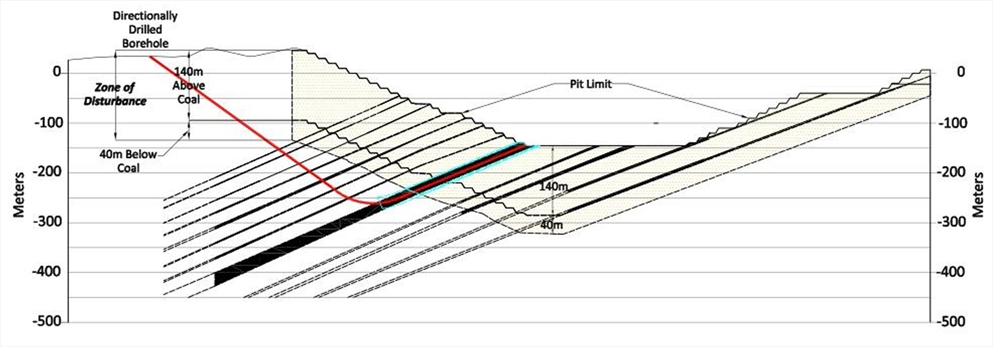 Directionally
Drilled
Borehole
0
140m
Above
Coal
Zone of
Disturbance
Pit Limit
0
-100
-100
40m Below
Coal
-200
140m
-200
Meters
Meters
-300
40m
-300
-400
-400
-500
-500